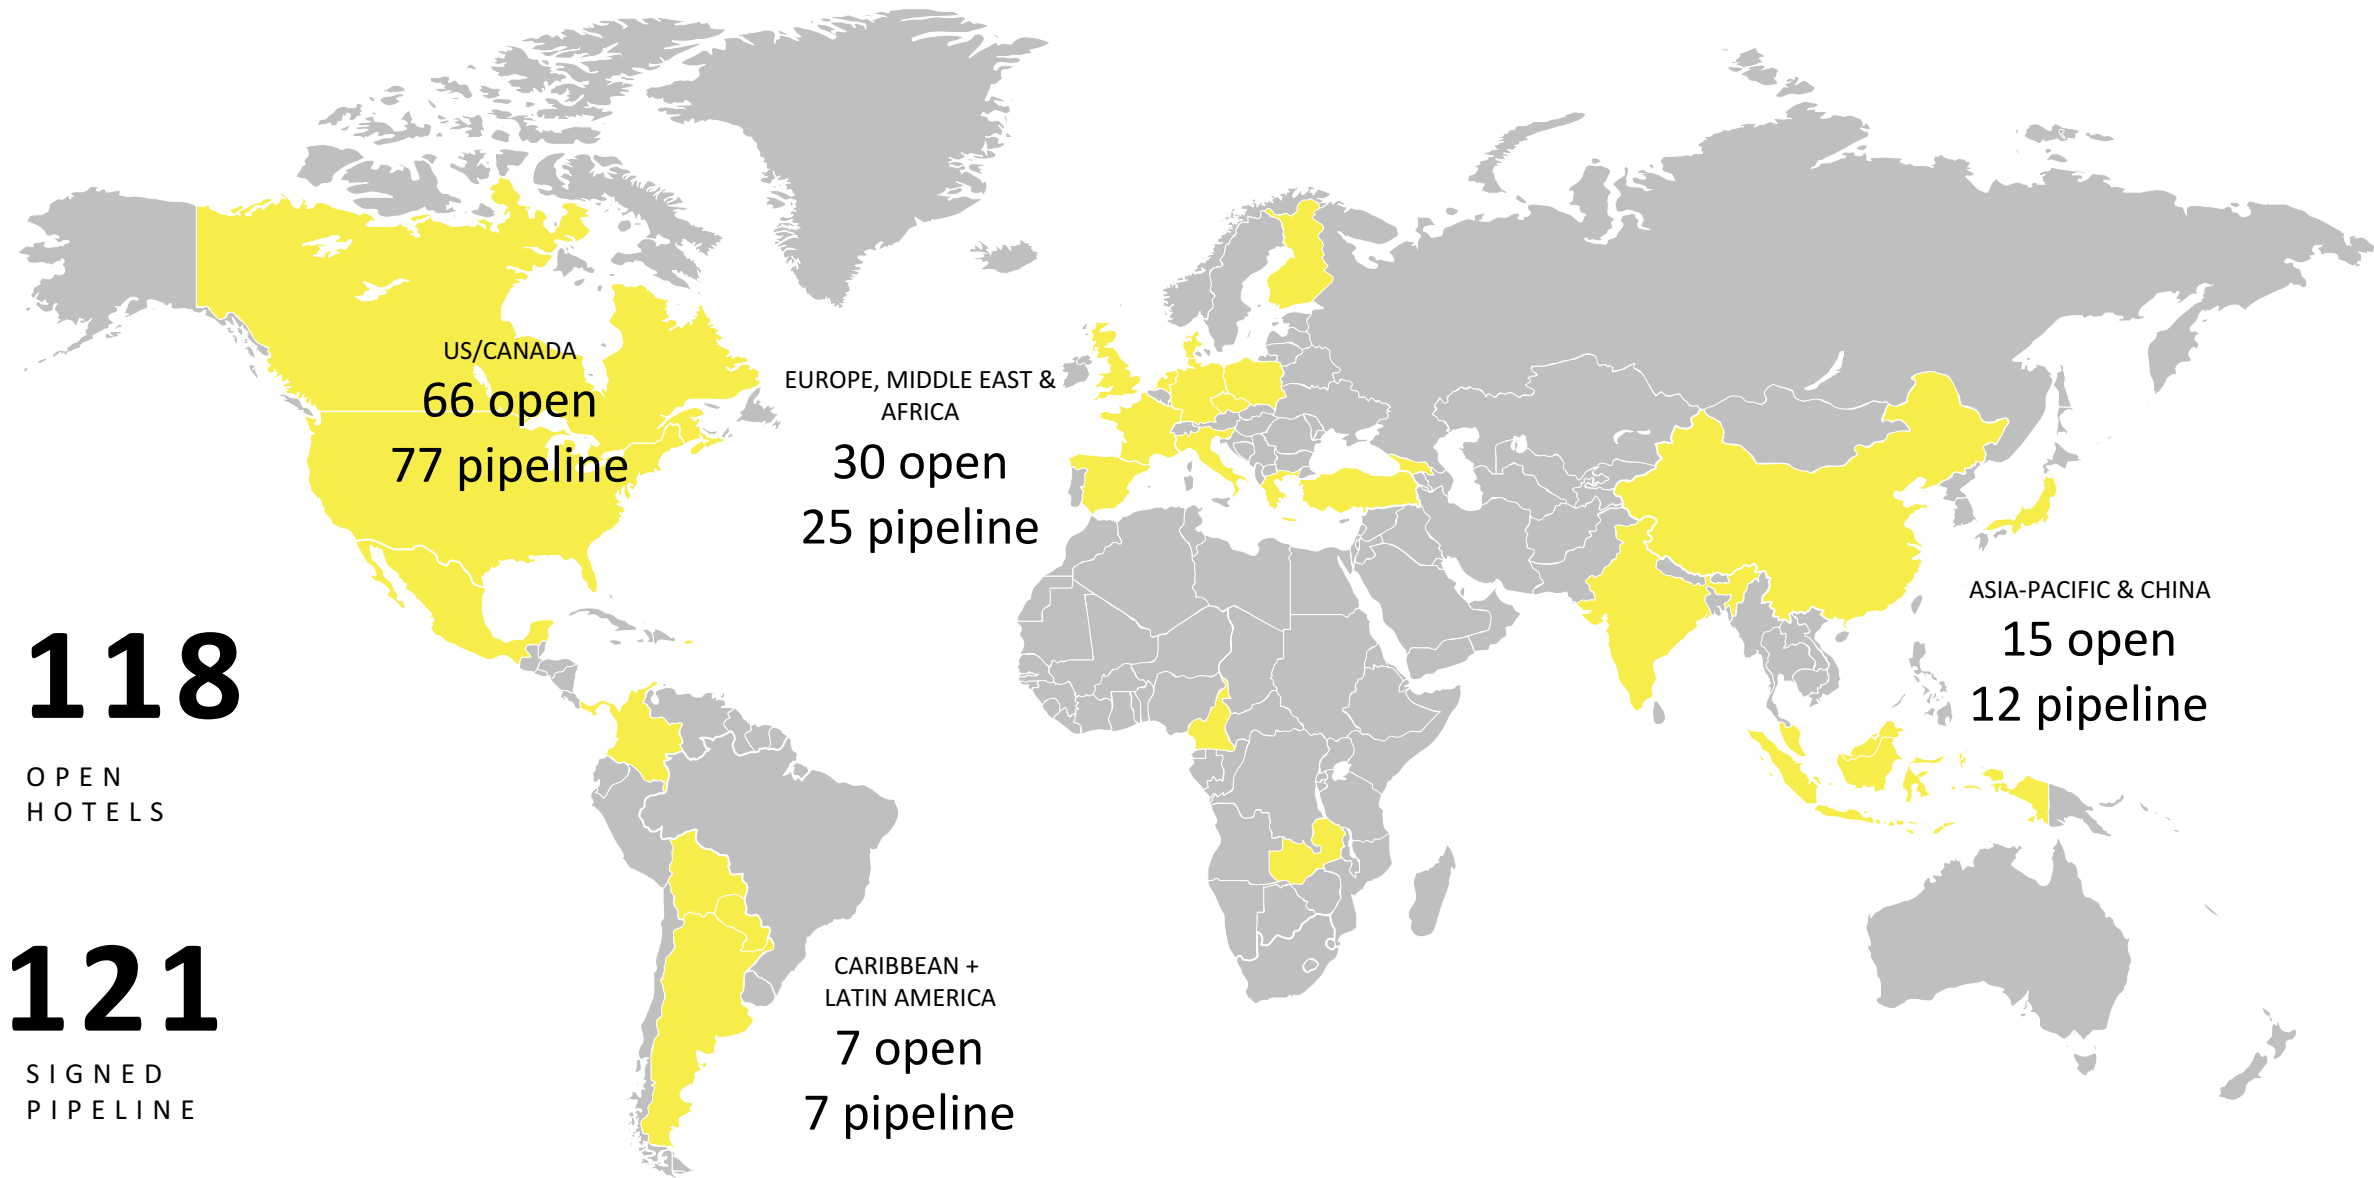 US/CANADA
66 open
77 pipeline
EUROPE, MIDDLE EAST &
AFRICA
30 open
25 pipeline
ASIA-PACIFIC & CHINA
15 open
12 pipeline
118
OPEN
HOTELS
121
SIGNED
PIPELINE
CARIBBEAN +
LATIN AMERICA
7 open
7 pipeline